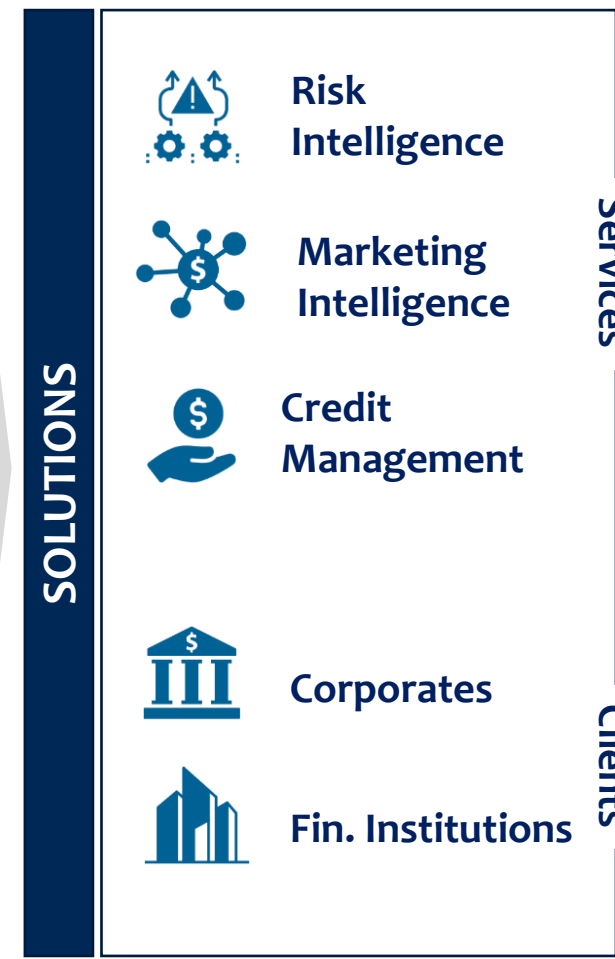 SOLUTIONS
Risk
Intelligence
Marketing
Intelligence
Credit
Management
Services
Corporates
Fin. Institutions
Clients